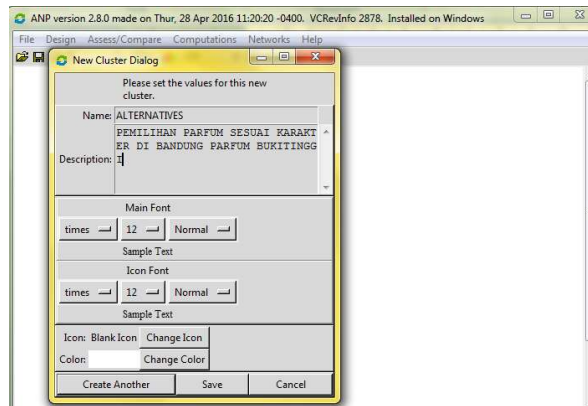 ANP version 2.8.0 made on Thur, 28 Apr 2016 11:20:20 -0400. VCRevInfo 2878. Installed on Windows
File Design Assess/Compare Computations Networks Help
New Cluster Dialog
Please set the values for this new
cluster.
Name: ALTERNATIVES
Description: PEMILIHAN PARFUM SESUAI KARAKT
ER DI BANDUNG PARFUM BUKITINGG
I
Main Font
times 12 Normal
Sample Text
Icon Font
times 12 Normal
Sample Text
Icon: Blank Icon Change Icon
Color: Change Color
Create Another Save Cancel